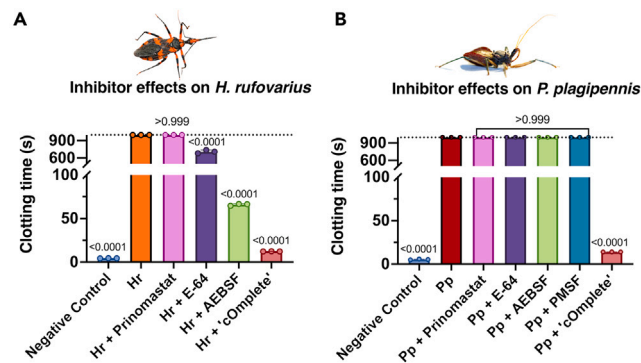 A
Inhibitor effects on H. rufovarius
Clotting time (s)
900
600
100
50
0
<0.0001
>0.999
<0.0001
<0.0001
<0.0001
Negative Control
Hr
Hr + Prinomastat
Hr + E-64
Hr + AEBSF
Hr + 'cOmplete'
B
Inhibitor effects on P. plagipennis
Clotting time (s)
900
600
100
50
0
<0.0001
>0.999
<0.0001
Negative Control
Pp
Pp + Prinomastat
Pp + E-64
Pp + AEBSF
Pp + PMSF
Pp + 'cOmplete'